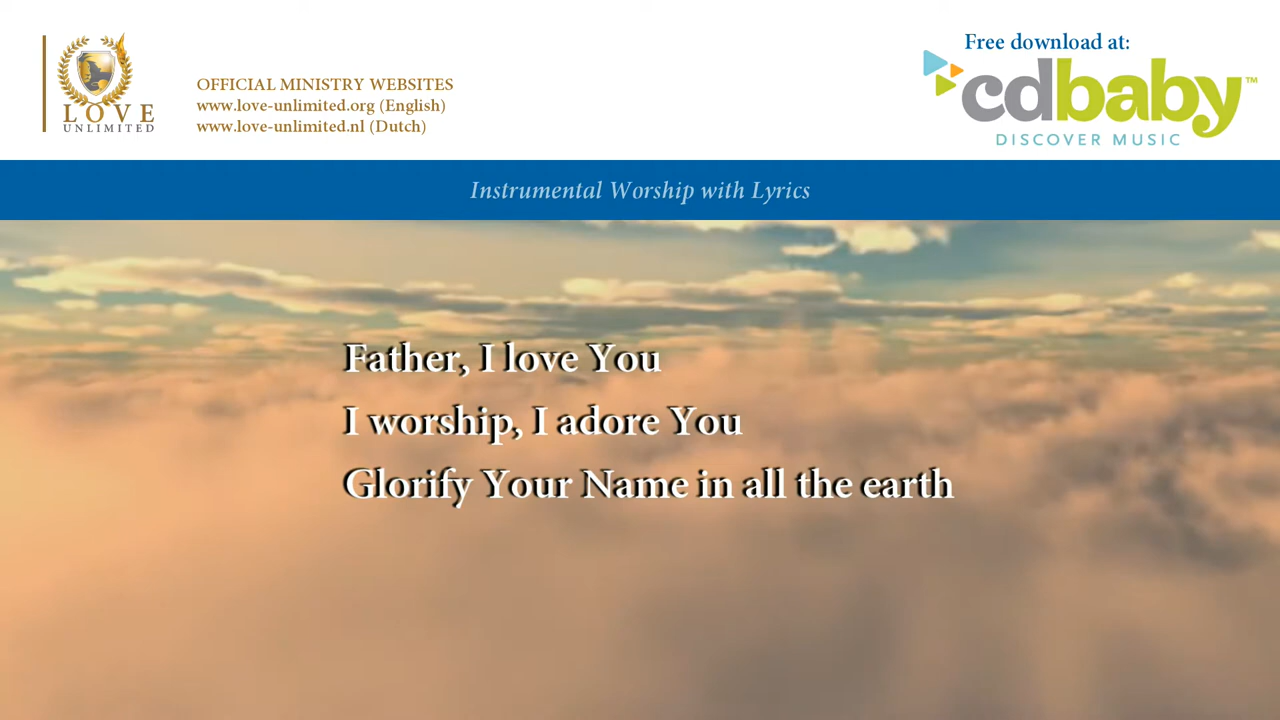 LOVE
UNLIMITED
OFFICIAL MINISTRY WEBSITES
www.love-unlimited.org (English)
www.love-unlimited.nl (Dutch)
Free download at:
cdbaby™
DISCOVER MUSIC
Instrumental Worship with Lyrics
Father, I love You
I worship, I adore You
Glorify Your Name in all the earth